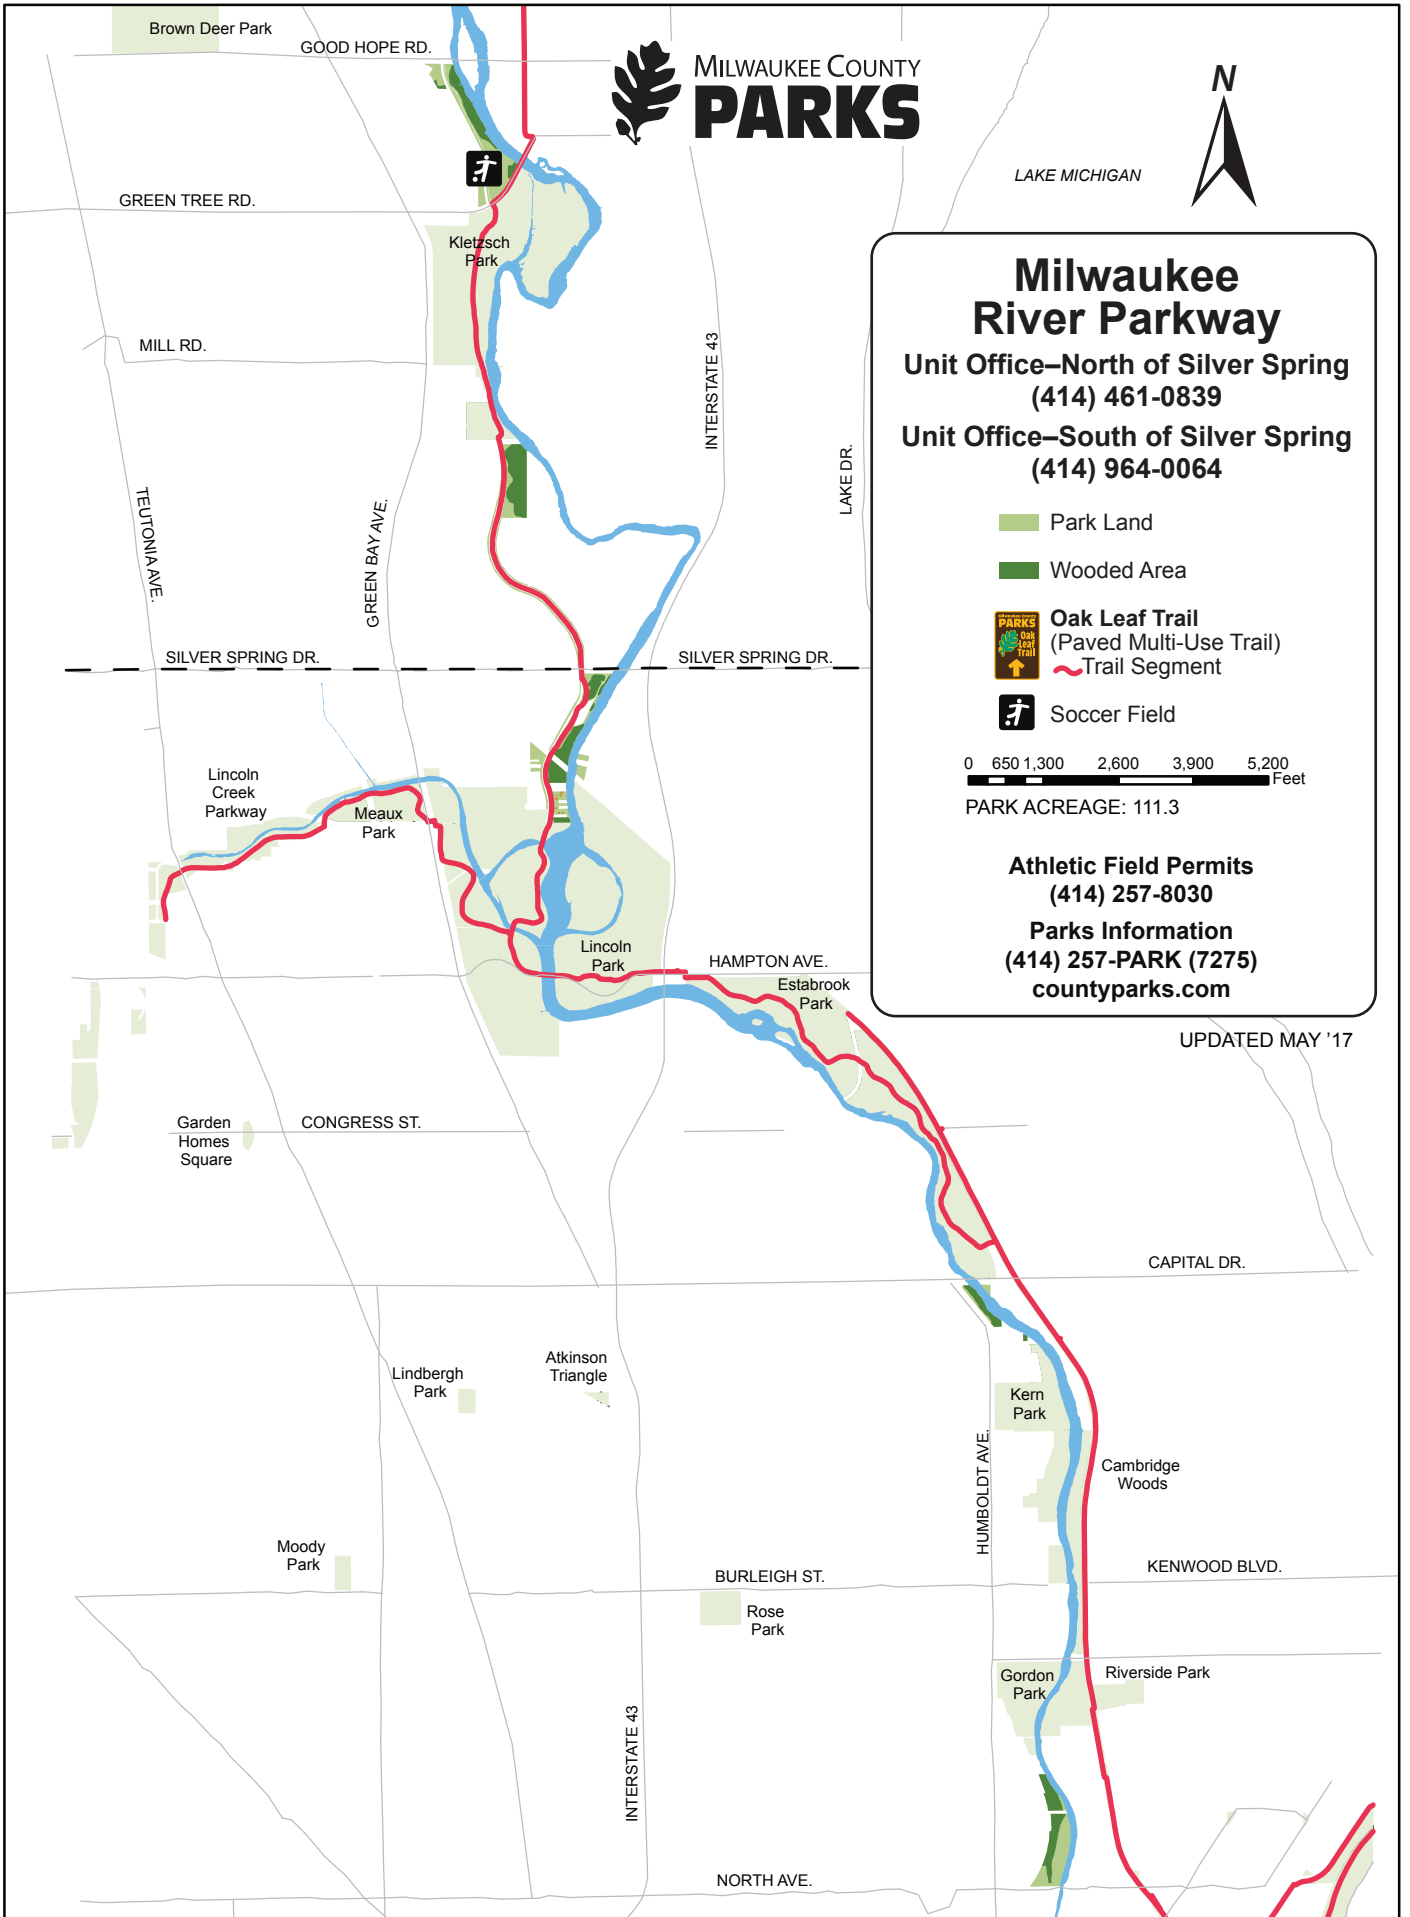 Brown Deer Park
GOOD HOPE RD.
MILWAUKEE COUNTY
PARKS
N
LAKE MICHIGAN
GREEN TREE RD.
Kletzsch
Park
MILL RD.
INTERSTATE 43
LAKE DR.
TEUTONIA AVE.
GREEN BAY AVE.
Milwaukee
River Parkway
Unit Office–North of Silver Spring
(414) 461-0839
Unit Office–South of Silver Spring
(414) 964-0064
Park Land
Wooded Area
Milwaukee County
PARKS
Oak
Leaf
Trail
Oak Leaf Trail
(Paved Multi-Use Trail)
Trail Segment
Soccer Field
0 650 1,300 2,600 3,900 5,200
Feet
PARK ACREAGE: 111.3
Athletic Field Permits
(414) 257-8030
Parks Information
(414) 257-PARK (7275)
countyparks.com
UPDATED MAY '17
SILVER SPRING DR.
SILVER SPRING DR.
Lincoln
Creek
Parkway
Meaux
Park
Lincoln
Park
HAMPTON AVE.
Estabrook
Park
Garden
Homes
Square
CONGRESS ST.
CAPITAL DR.
Lindbergh
Park
Atkinson
Triangle
Kern
Park
HUMBOLDT AVE.
Cambridge
Woods
Moody
Park
BURLEIGH ST.
KENWOOD BLVD.
Rose
Park
Gordon
Park
Riverside Park
INTERSTATE 43
NORTH AVE.